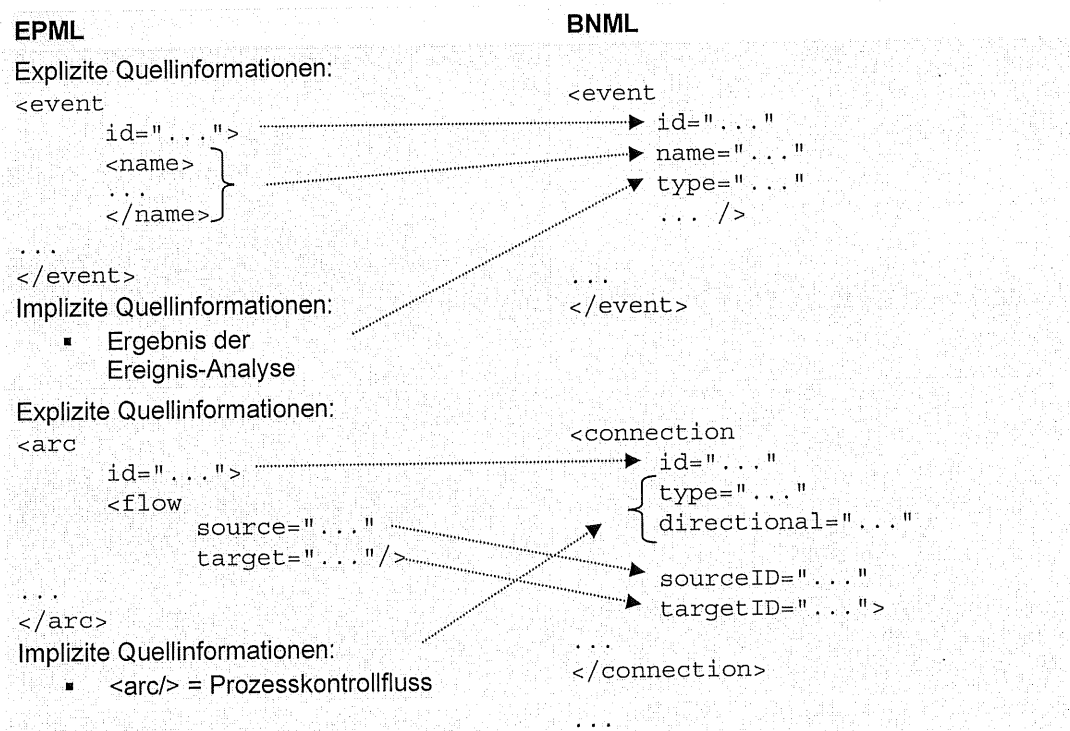 EPML
Explizite Quellinformationen:
<event
id="...">
<name>
...
</name>
...
</event>
Implizite Quellinformationen:
▪ Ergebnis der
Ereignis-Analyse
Explizite Quellinformationen:
<arc
id="...">
<flow
source="..."
target="..."/>
...
</arc>
Implizite Quellinformationen:
▪ <arc/> = Prozesskontrollfluss
BNML
<event
id="..."
name="..."
type="..."
... />
...
</event>
<connection
id="..."
type="..."
directional="..."
sourceID="..."
targetID="...">
...
</connection>
...